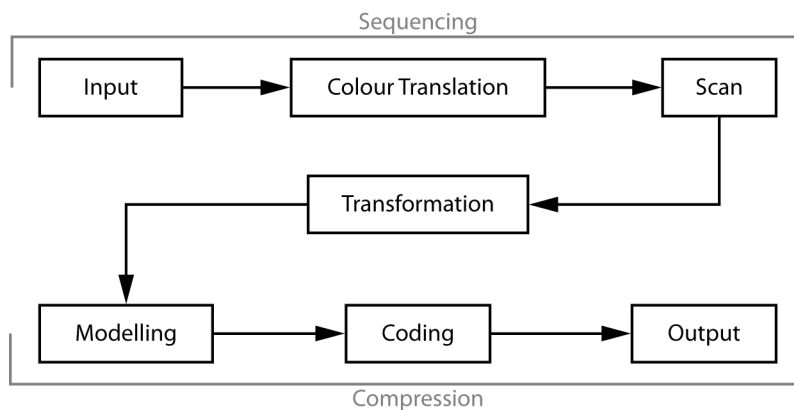 Sequencing
Input
Colour Translation
Scan
Transformation
Modelling
Coding
Output
Compression